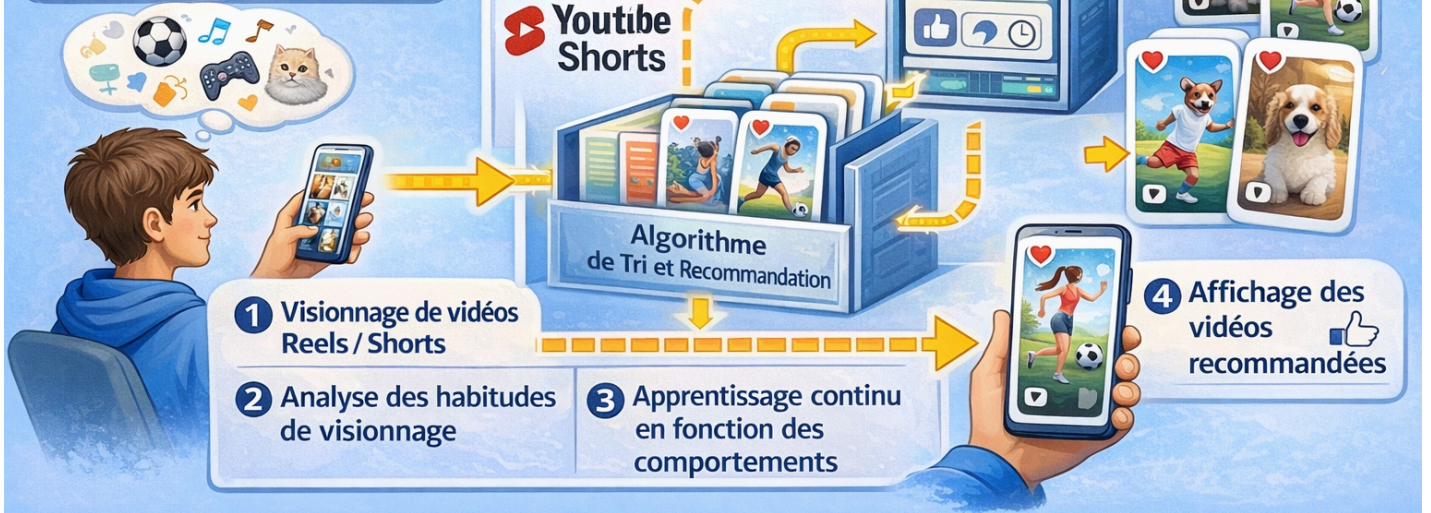 Youtibe
Shorts
Algorithme
de Tri et Recommandation
1 Visionnage de vidéos
Reels / Shorts
2 Analyse des habitudes
de visionnage
3 Apprentissage continu
en fonction des
comportements
4 Affichage des
vidéos
recommandées